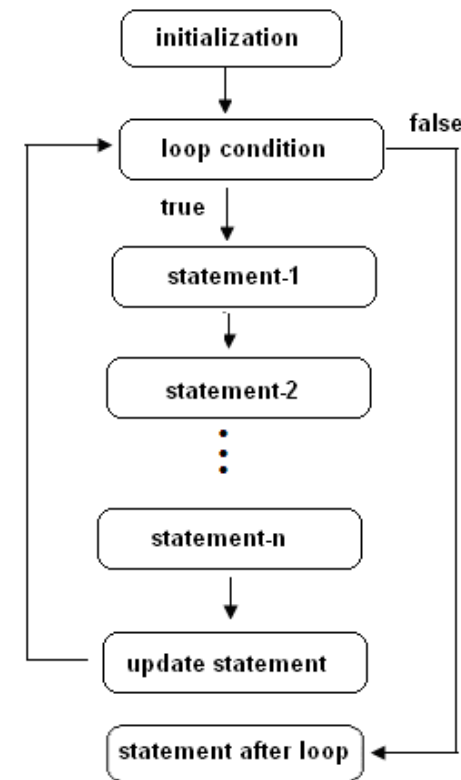 initialization
false
loop condition
true
statement-1
statement-2
statement-n
update statement
statement after loop